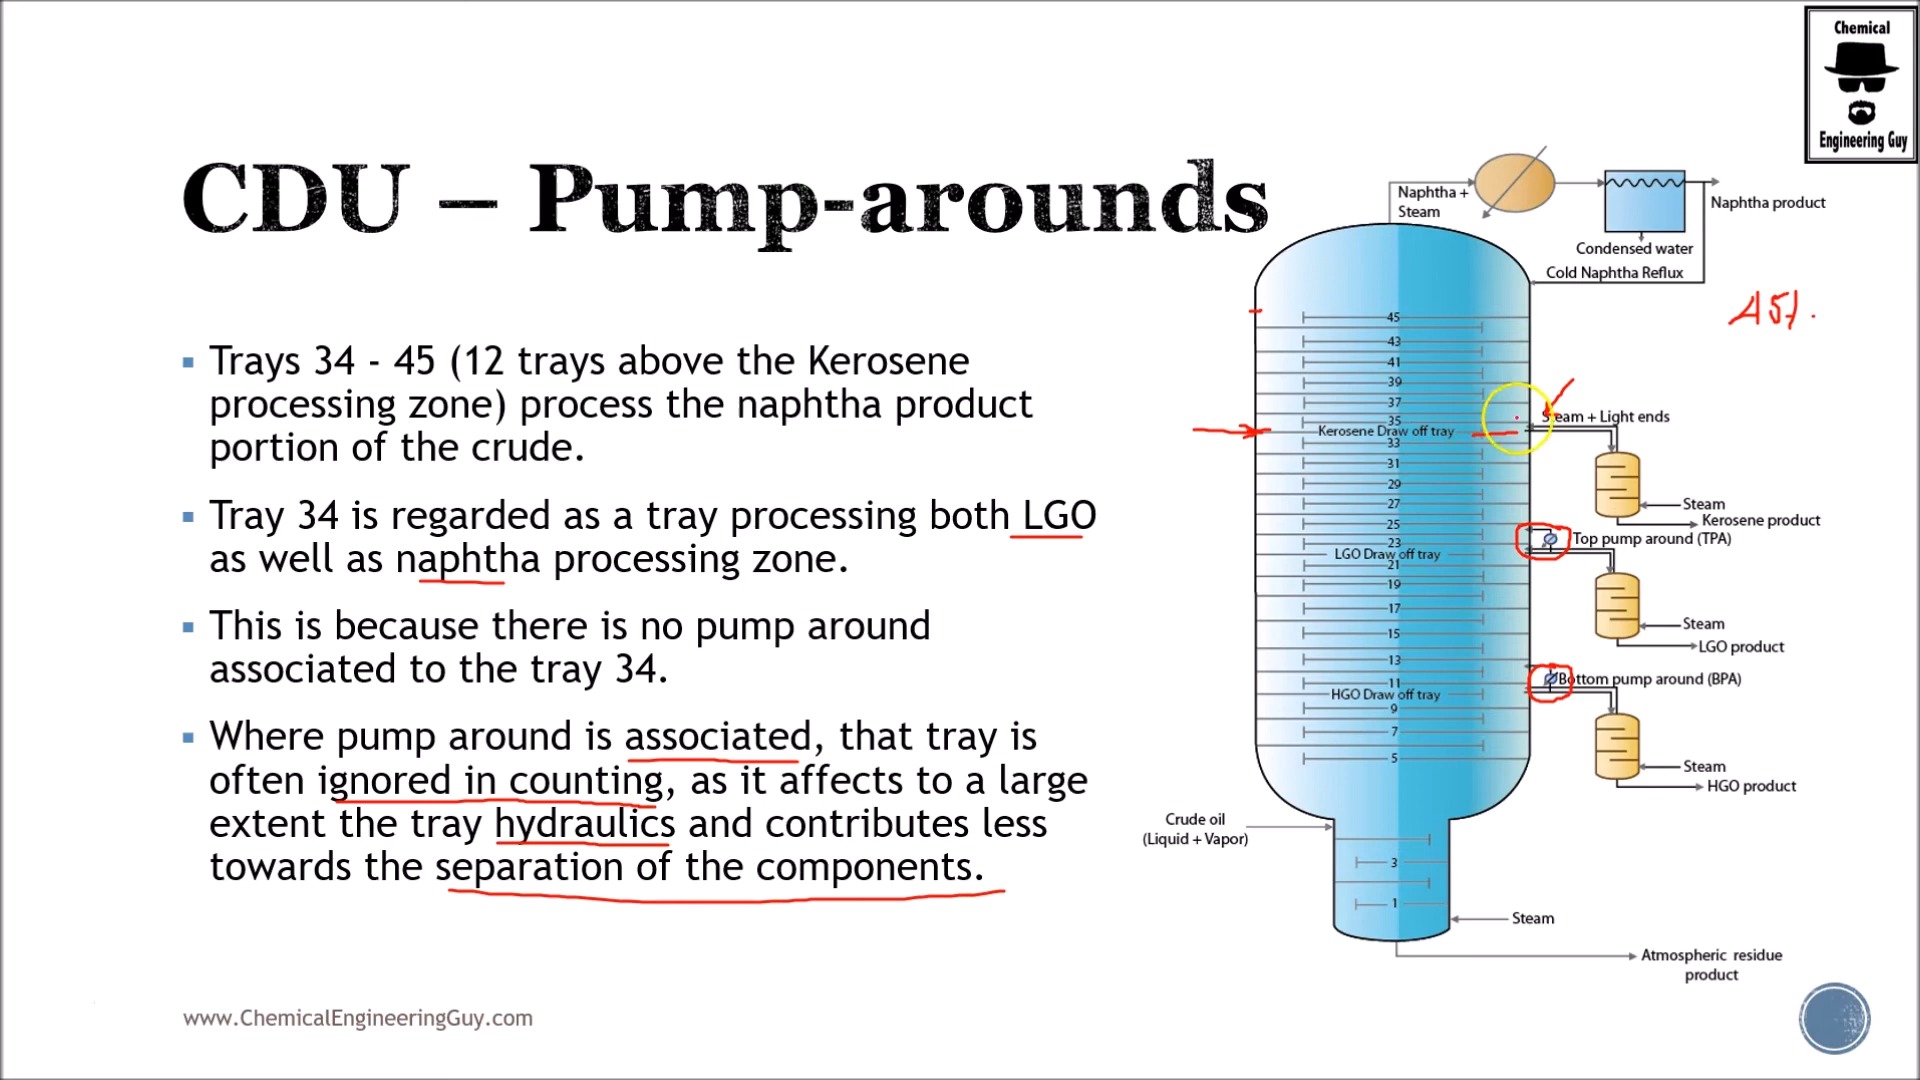 Chemical
Engineering Guy
CDU – Pump-arounds
Trays 34 - 45 (12 trays above the Kerosene
processing zone) process the naphtha product
portion of the crude.
Tray 34 is regarded as a tray processing both LGO
as well as naphtha processing zone.
This is because there is no pump around
associated to the tray 34.
Where pump around is associated, that tray is
often ignored in counting, as it affects to a large
extent the tray hydraulics and contributes less
towards the separation of the components.
www.ChemicalEngineeringGuy.com
Naphtha +
Steam
Naphtha product
Condensed water
Cold Naphtha Reflux
45
43
41
39
37
35
Steam + Light ends
Kerosene Draw off tray
33
31
29
27
Steam
Kerosene product
25
23
Top pump around (TPA)
LGO Draw off tray
21
19
17
Steam
15
LGO product
13
11
Bottom pump around (BPA)
HGO Draw off tray
9
7
5
Steam
HGO product
Crude oil
(Liquid + Vapor)
3
1
Steam
Atmospheric residue
product